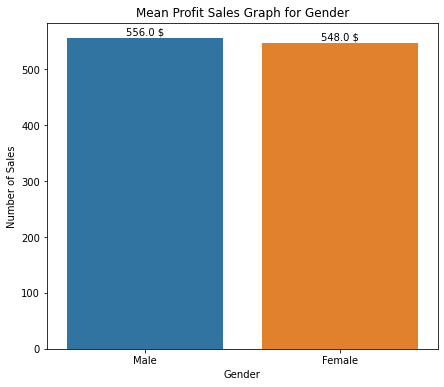 Mean Profit Sales Graph for Gender
556.0 $
548.0 $
500
400
300
200
100
0
Number of Sales
Male
Female
Gender